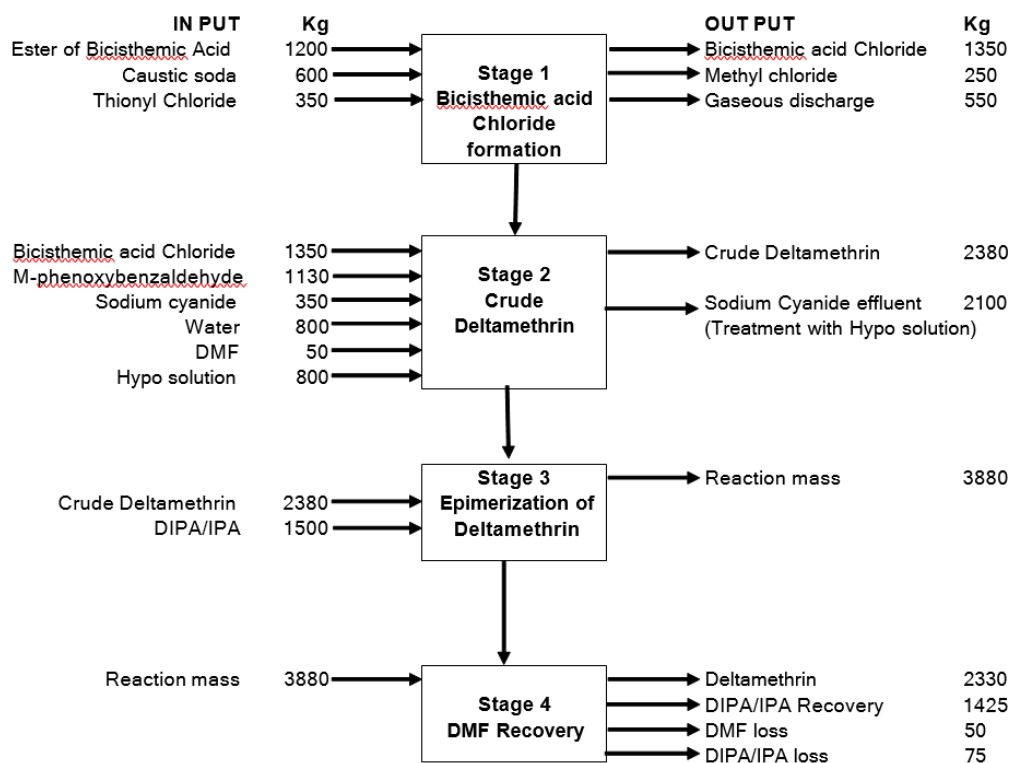 IN PUT Kg OUT PUT Kg
Ester of Bicisthemic Acid 1200 Bicisthemic acid Chloride 1350
Caustic soda 600 Methyl chloride 250
Thionyl Chloride 350 Gaseous discharge 550
Stage 1
Bicisthemic acid
Chloride
formation
Bicisthemic acid Chloride 1350 Crude Deltamethrin 2380
M-phenoxybenzaldehyde 1130
Sodium cyanide 350 Sodium Cyanide effluent 2100
Water 800 (Treatment with Hypo solution)
DMF 50
Hypo solution 800
Stage 2
Crude
Deltamethrin
Stage 3
Epimerization of
Deltamethrin
Reaction mass 3880
Crude Deltamethrin 2380
DIPA/IPA 1500
Reaction mass 3880 Deltamethrin 2330
Stage 4
DMF Recovery
DIPA/IPA Recovery 1425
DMF loss 50
DIPA/IPA loss 75